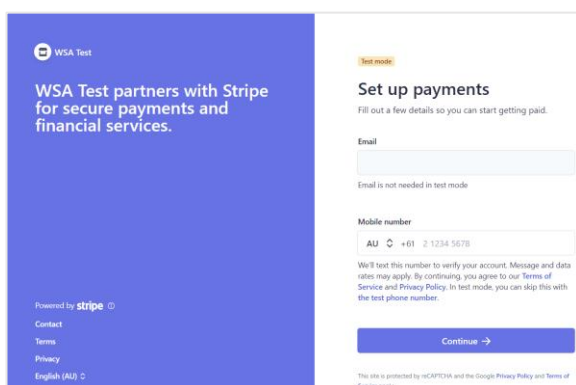 WSA Test
WSA Test partners with Stripe
for secure payments and
financial services.
Powered by stripe
Contact
Terms
Privacy
English (AU)
Test mode
Set up payments
Fill out a few details so you can start getting paid.
Email
Email is not needed in test mode
Mobile number
AU +61 2 1234 5678
We'll text this number to verify your account. Message and data
rates may apply. By continuing, you agree to our Terms of
Service and Privacy Policy. In test mode, you can skip this with
the test phone number.
Continue →
This site is protected by reCAPTCHA and the Google Privacy Policy and Terms of